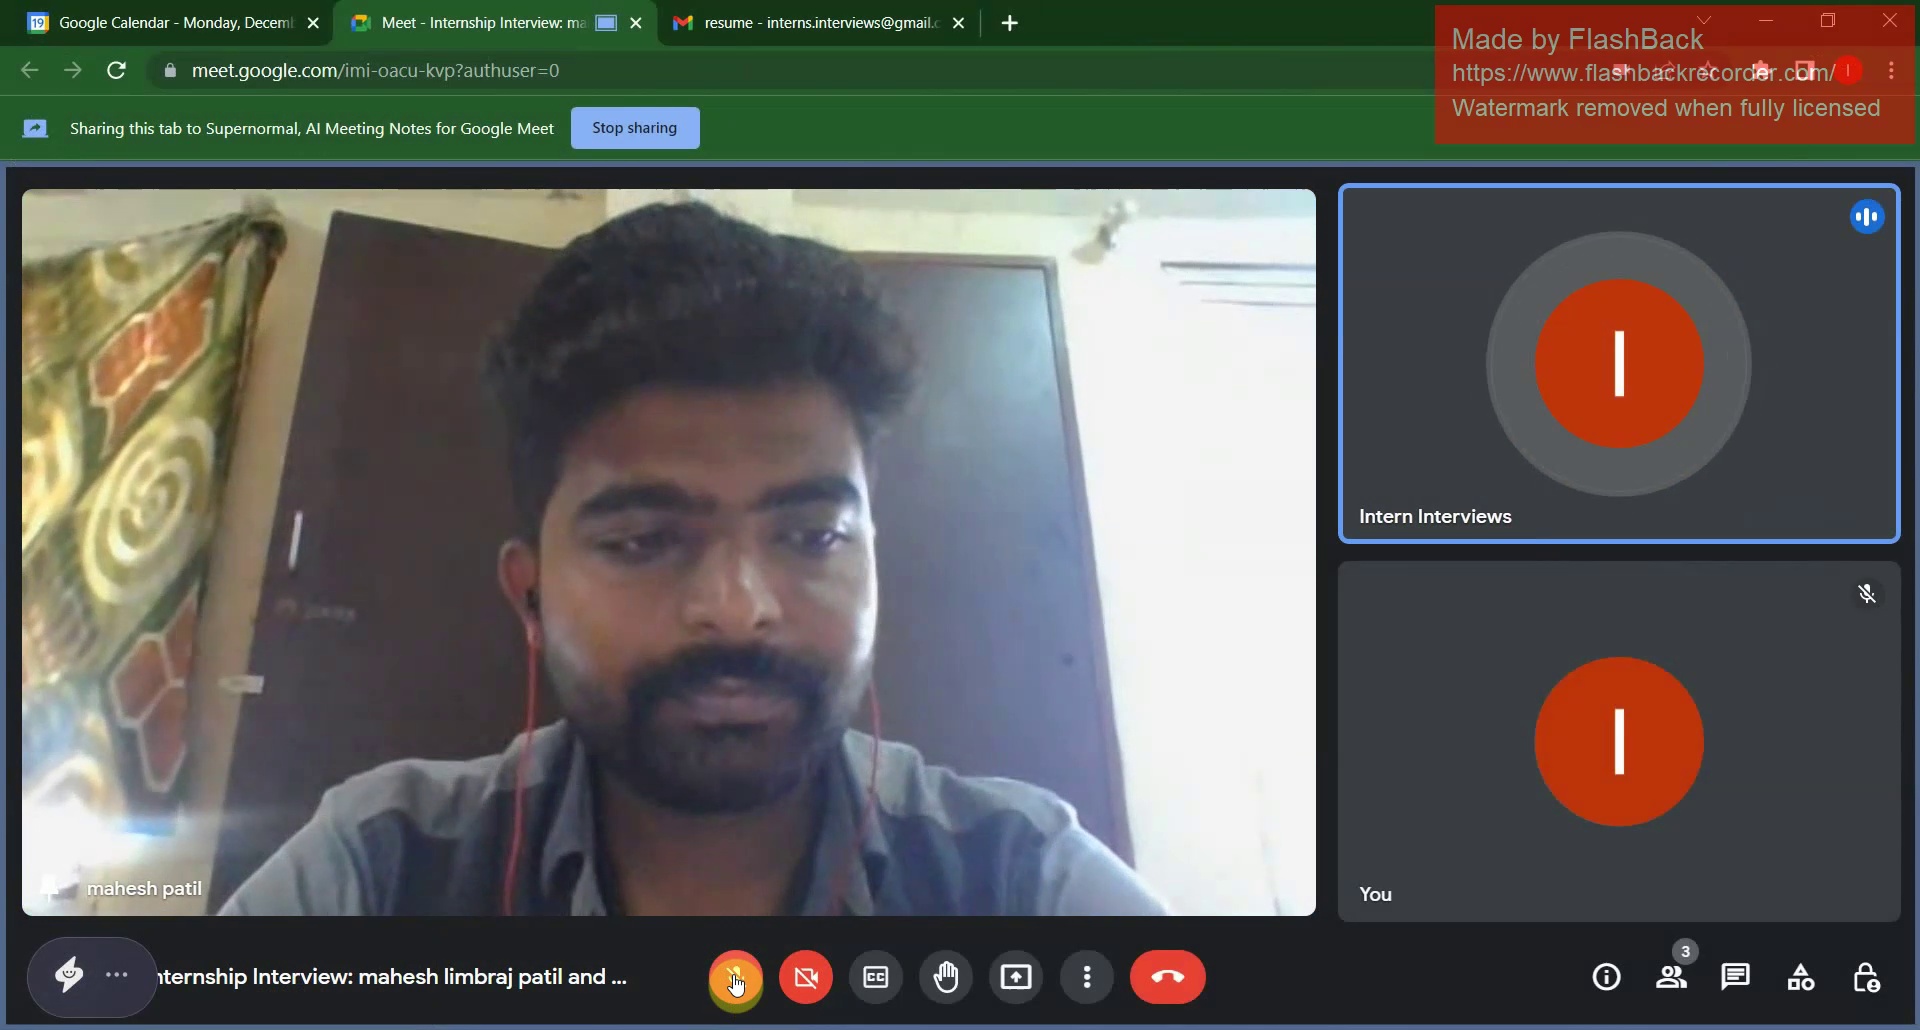 Google Calendar - Monday, Decem
Meet - Internship Interview: ma
resume - interns.interviews@gmail.c
meet.google.com/imi-oacu-kvp?authuser=0
Made by FlashBack
https://www.flashbackrecorder.com/
Watermark removed when fully licensed
Sharing this tab to Supernormal, AI Meeting Notes for Google Meet
Stop sharing
I
Intern Interviews
I
You
mahesh patil
nternship Interview: mahesh limbraj patil and ...
CC
3